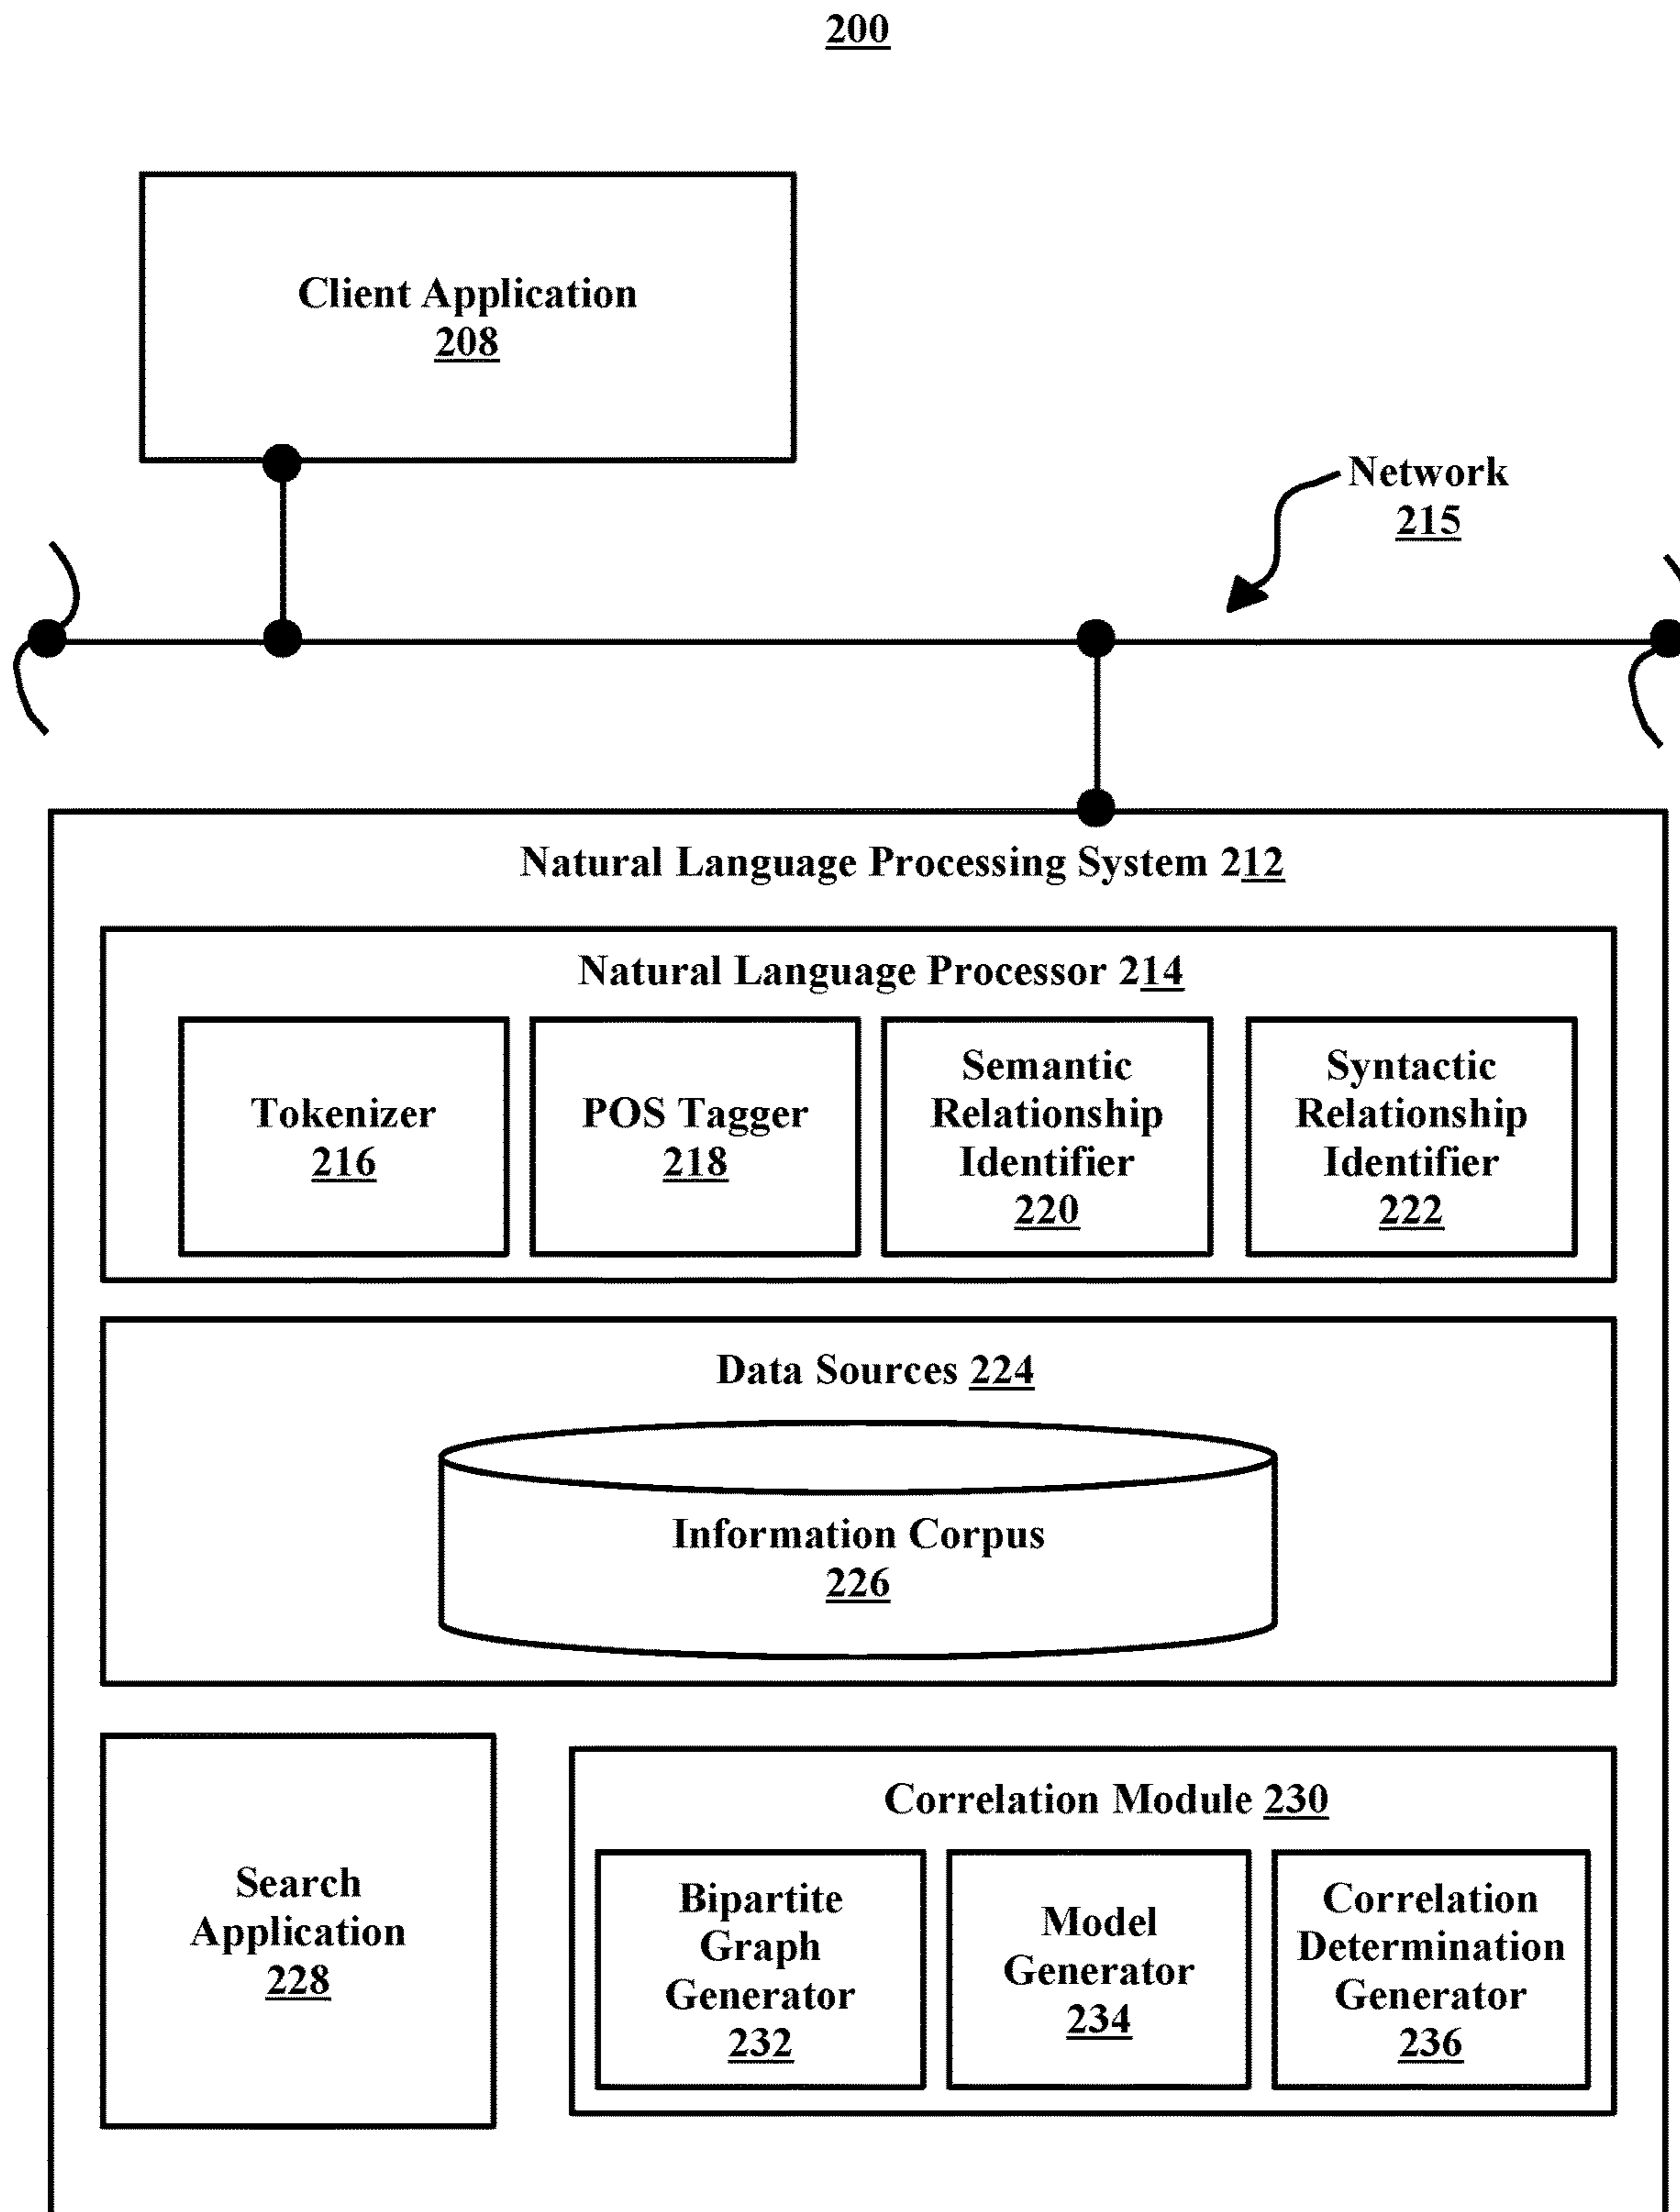 200
Client Application
208
Network
215
Natural Language Processing System 212
Natural Language Processor 214
Tokenizer
216
POS Tagger
218
Semantic
Relationship
Identifier
220
Syntactic
Relationship
Identifier
222
Data Sources 224
Information Corpus
226
Search
Application
228
Correlation Module 230
Bipartite
Graph
Generator
232
Model
Generator
234
Correlation
Determination
Generator
236